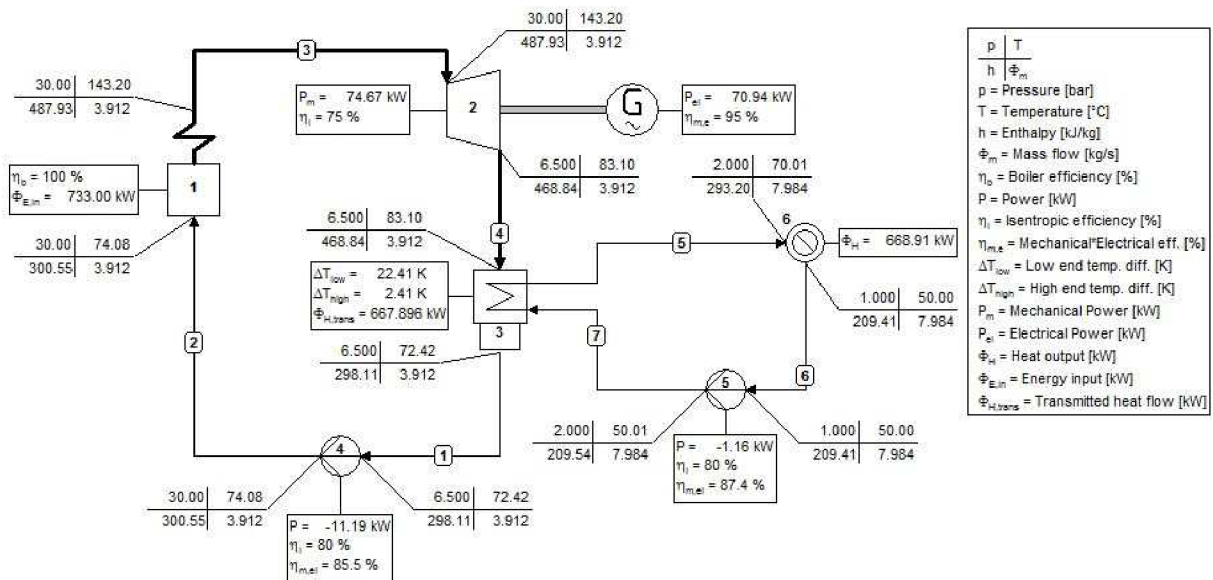 30.00 143.20
487.93 3.912
3
30.00 143.20
487.93 3.912
p T
h Φm
p = Pressure [bar]
T = Temperature [°C]
h = Enthalpy [kJ/kg]
Φm = Mass flow [kg/s]
ηb = Boiler efficiency [%]
P = Power [kW]
ηi = Isentropic efficiency [%]
ηm,e = Mechanical*Electrical eff. [%]
ΔTlow = Low end temp. diff. [K]
ΔThigh = High end temp. diff. [K]
Pm = Mechanical Power [kW]
Pel = Electrical Power [kW]
ΦH = Heat output [kW]
ΦE,in = Energy input [kW]
ΦH,trans = Transmitted heat flow [kW]
Pm = 74.67 kW
ηi = 75 %
2
G
~
Pel = 70.94 kW
ηm,e = 95 %
6.500 83.10
468.84 3.912
2.000 70.01
293.20 7.984
ηb = 100 %
ΦE,in = 733.00 kW
1
30.00 74.08
300.55 3.912
6.500 83.10
468.84 3.912
4
5
6
ΦH = 668.91 kW
ΔTlow = 22.41 K
ΔThigh = 2.41 K
ΦH,trans = 667.896 kW
3
1.000 50.00
209.41 7.984
2
7
6
6.500 72.42
298.11 3.912
5
2.000 50.01
209.54 7.984
1.000 50.00
209.41 7.984
P = -1.16 kW
ηi = 80 %
ηm,el = 87.4 %
4
1
30.00 74.08
300.55 3.912
6.500 72.42
298.11 3.912
P = -11.19 kW
ηi = 80 %
ηm,el = 85.5 %